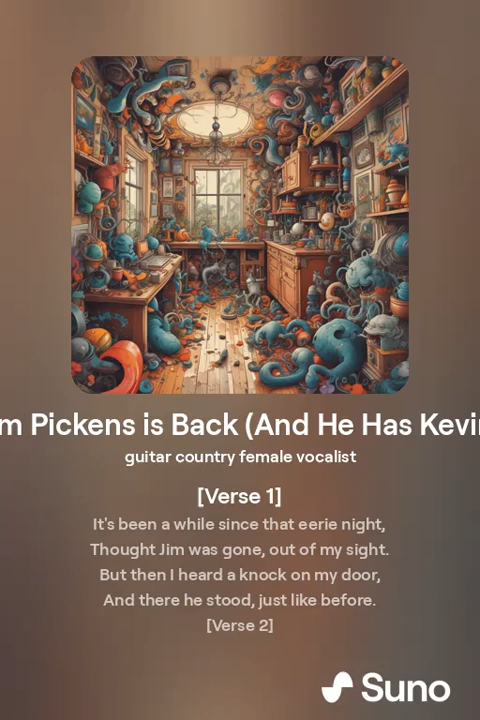 m Pickens is Back (And He Has Kevin
guitar country female vocalist
[Verse 1]
It's been a while since that eerie night,
Thought Jim was gone, out of my sight.
But then I heard a knock on my door,
And there he stood, just like before.
[Verse 2]
Suno